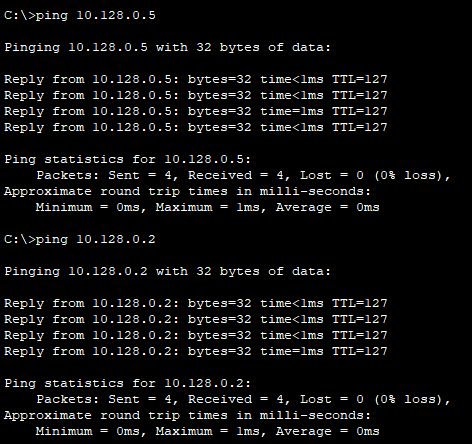 C:\>ping 10.128.0.5
Pinging 10.128.0.5 with 32 bytes of data:
Reply from 10.128.0.5: bytes=32 time<1ms TTL=127
Reply from 10.128.0.5: bytes=32 time<1ms TTL=127
Reply from 10.128.0.5: bytes=32 time=1ms TTL=127
Reply from 10.128.0.5: bytes=32 time<1ms TTL=127
Ping statistics for 10.128.0.5:
    Packets: Sent = 4, Received = 4, Lost = 0 (0% loss),
Approximate round trip times in milli-seconds:
    Minimum = 0ms, Maximum = 1ms, Average = 0ms
C:\>ping 10.128.0.2
Pinging 10.128.0.2 with 32 bytes of data:
Reply from 10.128.0.2: bytes=32 time<1ms TTL=127
Reply from 10.128.0.2: bytes=32 time<1ms TTL=127
Reply from 10.128.0.2: bytes=32 time<1ms TTL=127
Reply from 10.128.0.2: bytes=32 time=1ms TTL=127
Ping statistics for 10.128.0.2:
    Packets: Sent = 4, Received = 4, Lost = 0 (0% loss),
Approximate round trip times in milli-seconds:
    Minimum = 0ms, Maximum = 1ms, Average = 0ms